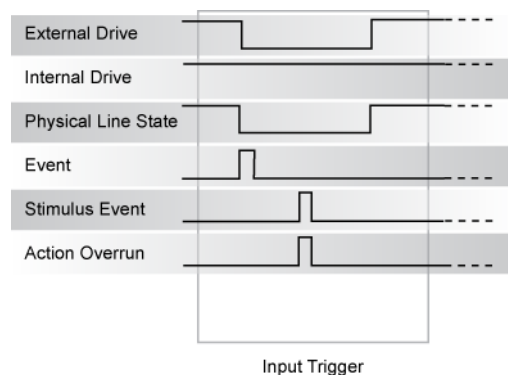 External Drive
Internal Drive
Physical Line State
Event
Stimulus Event
Action Overrun
Input Trigger